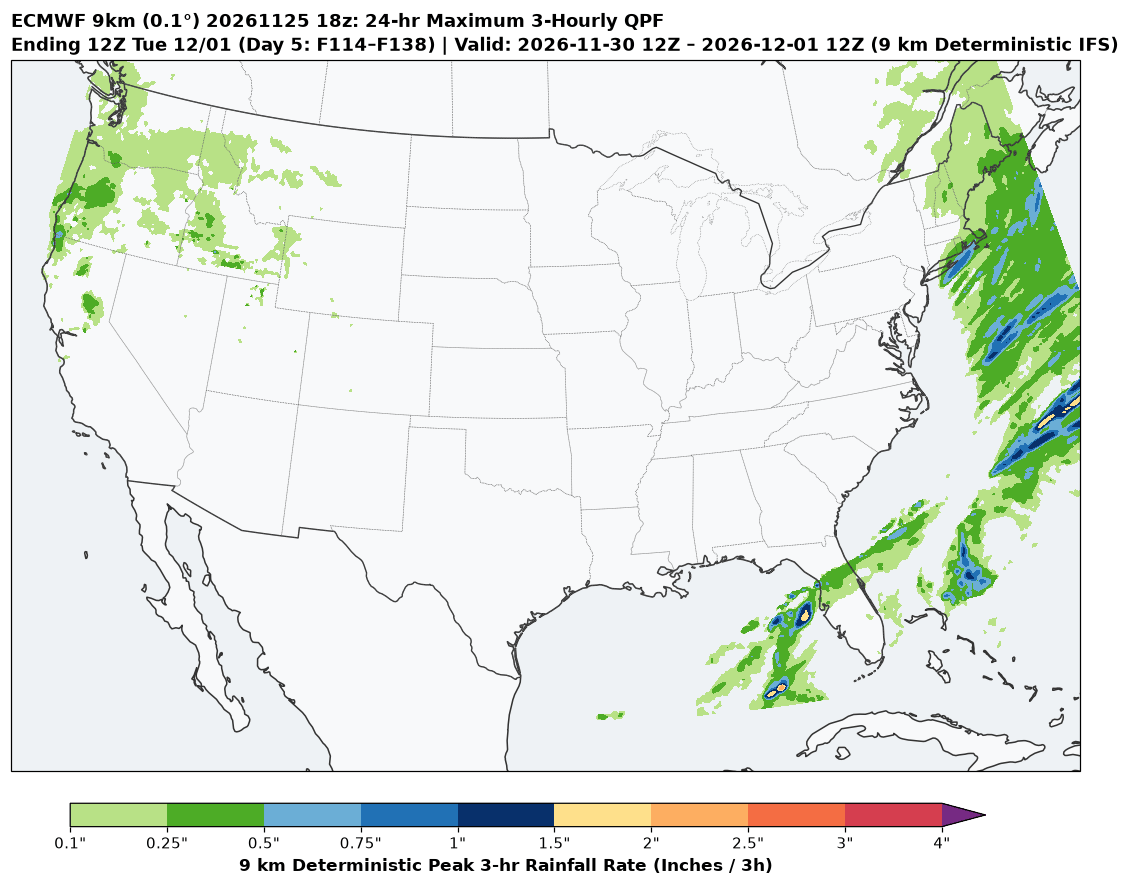 ECMWF 9km (0.1°) 20261125 18z: 24-hr Maximum 3-Hourly QPF
Ending 12Z Tue 12/01 (Day 5: F114–F138) | Valid: 2026-11-30 12Z – 2026-12-01 12Z (9 km Deterministic IFS)
0.1" 0.25" 0.5" 0.75" 1" 1.5" 2" 2.5" 3" 4"
9 km Deterministic Peak 3-hr Rainfall Rate (Inches / 3h)